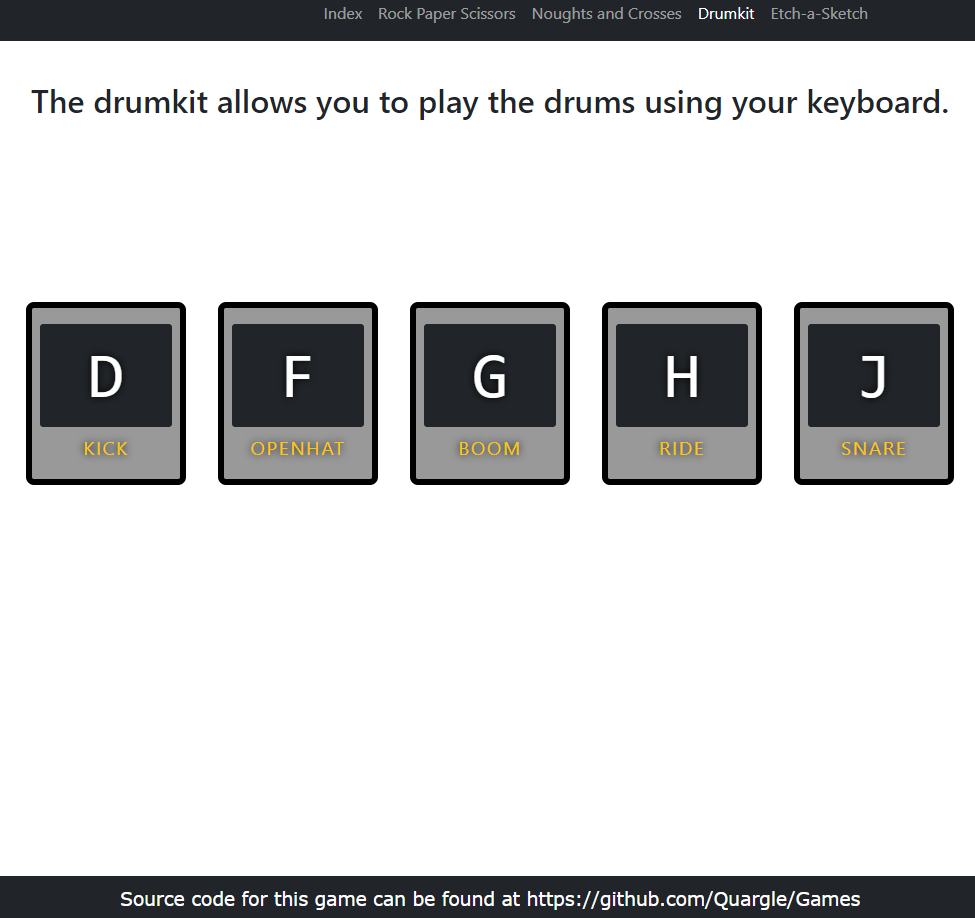 Index Rock Paper Scissors Noughts and Crosses Drumkit Etch-a-Sketch
The drumkit allows you to play the drums using your keyboard.
D F G H J
KICK OPENHAT BOOM RIDE SNARE
Source code for this game can be found at https://github.com/Quargle/Games